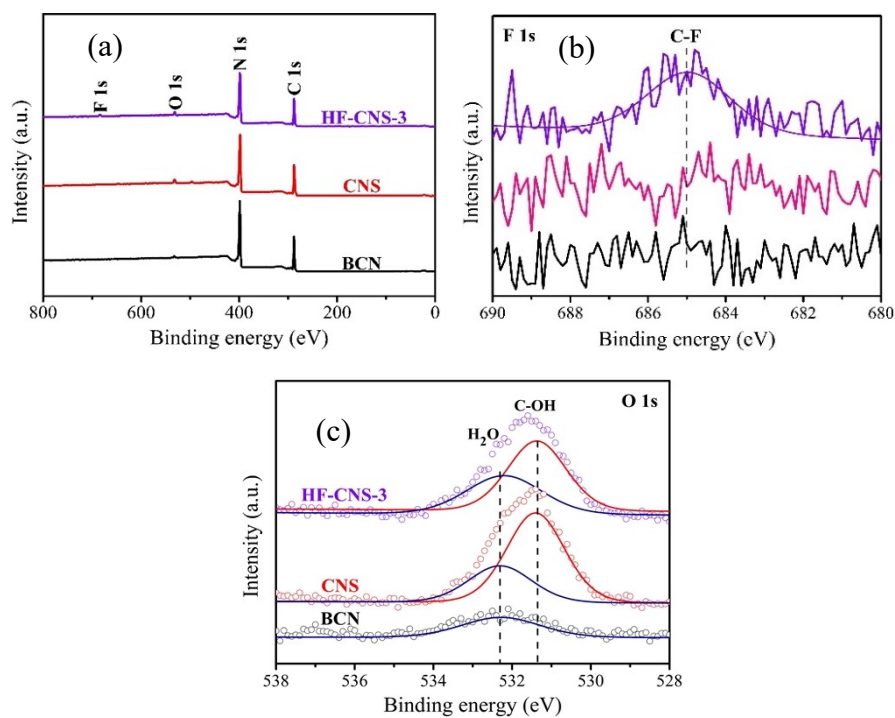 (a)
F 1s
O 1s
N 1s
C 1s
HF-CNS-3
CNS
BCN
Intensity (a.u.)
800 600 400 200 0
Binding energy (eV)
F 1s
(b)
C-F
Intensity (a.u.)
690 688 686 684 682 680
Binding energy (eV)
(c)
O 1s
C-OH
H₂O
HF-CNS-3
CNS
BCN
Intensity (a.u.)
538 536 534 532 530 528
Binding energy (eV)